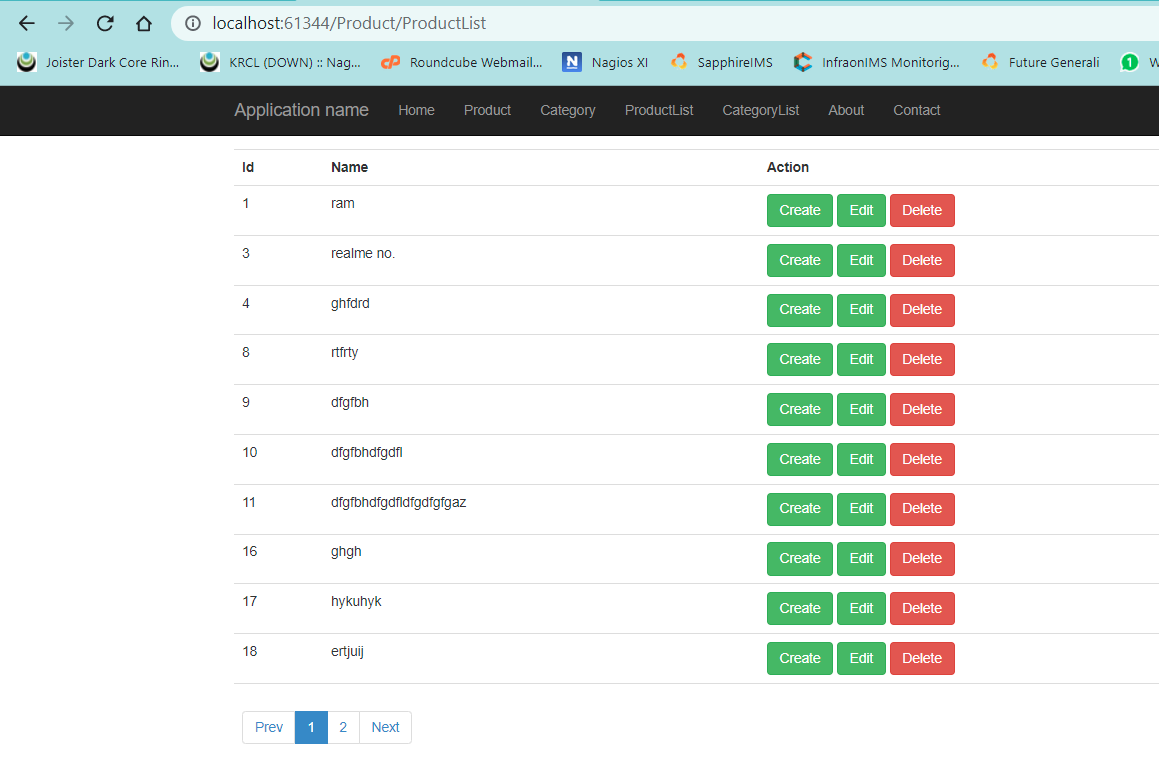 localhost:61344/Product/ProductList
Joister Dark Core Rin... KRCL (DOWN) :: Nag... Roundcube Webmail... N Nagios XI SapphireIMS InfraonIMS Monitorig... Future Generali 1 W
Application name Home Product Category ProductList CategoryList About Contact
Id Name Action
1 ram Create Edit Delete
3 realme no. Create Edit Delete
4 ghfdrd Create Edit Delete
8 rtfrty Create Edit Delete
9 dfgfbh Create Edit Delete
10 dfgfbhdfgdfl Create Edit Delete
11 dfgfbhdfgdfldfgdfgfgaz Create Edit Delete
16 ghgh Create Edit Delete
17 hykuhyk Create Edit Delete
18 ertjuij Create Edit Delete
Prev 1 2 Next